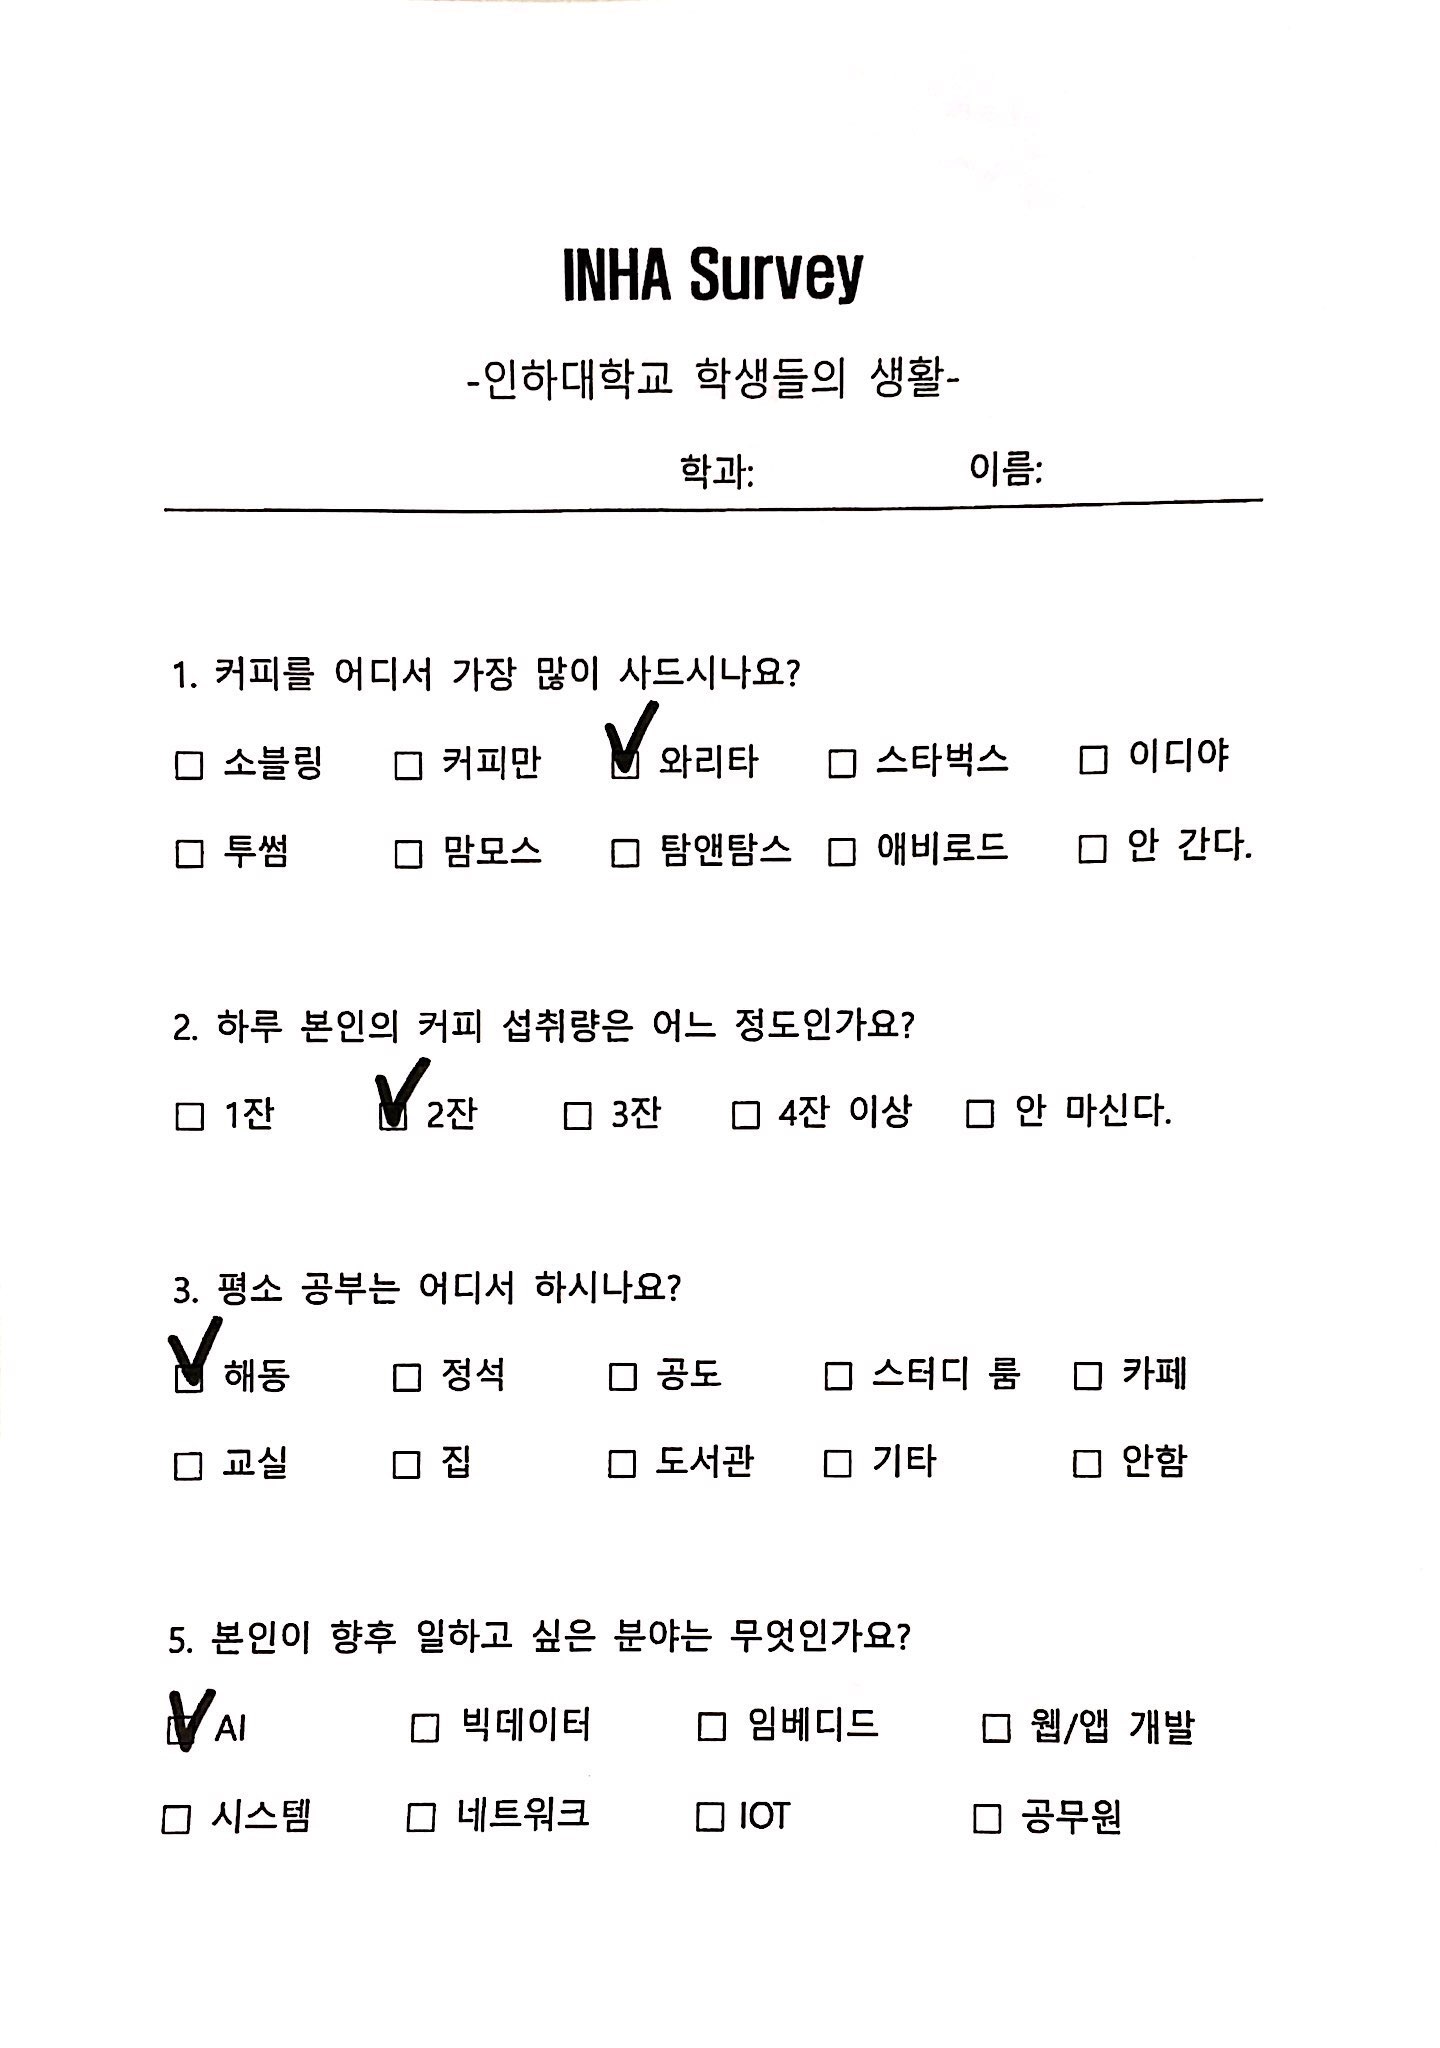 INHA Survey
-인하대학교 학생들의 생활-
학과: 이름:
1. 커피를 어디서 가장 많이 사드시나요?
□ 소블링 □ 커피만 ☑ 와리타 □ 스타벅스 □ 이디야
□ 투썸 □ 맘모스 □ 탐앤탐스 □ 애비로드 □ 안 간다.
2. 하루 본인의 커피 섭취량은 어느 정도인가요?
□ 1잔 ☑ 2잔 □ 3잔 □ 4잔 이상 □ 안 마신다.
3. 평소 공부는 어디서 하시나요?
☑ 해동 □ 정석 □ 공도 □ 스터디 룸 □ 카페
□ 교실 □ 집 □ 도서관 □ 기타 □ 안함
5. 본인이 향후 일하고 싶은 분야는 무엇인가요?
☑ AI □ 빅데이터 □ 임베디드 □ 웹/앱 개발
□ 시스템 □ 네트워크 □ IOT □ 공무원